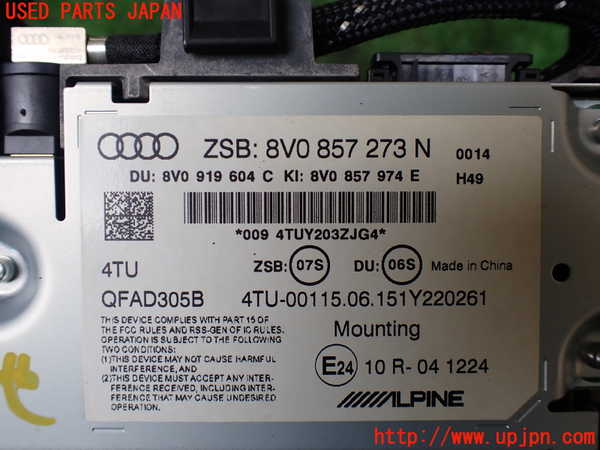 USED PARTS JAPAN
ZSB: 8V0 857 273 N 0014
DU: 8V0 919 604 C KI: 8V0 857 974 E H49
*009 4TUY203ZJG4*
4TU ZSB: 07S DU: 06S Made in China
QFAD305B 4TU-00115.06.151Y220261
THIS DEVICE COMPLIES WITH PART 15 OF
THE FCC RULES AND RSS-GEN OF IC RULES.
OPERATION IS SUBJECT TO THE FOLLOWING
TWO CONDITIONS:
(1)THIS DEVICE MAY NOT CAUSE HARMFUL
INTERFERENCE, AND
(2)THIS DEVICE MUST ACCEPT ANY INTER-
FERENCE RECEIVED, INCLUDING INTER-
FERENCE THAT MAY CAUSE UNDESIRED
OPERATION.
Mounting
E24 10 R- 04 1224
ALPINE
http://www.upjpn.com/